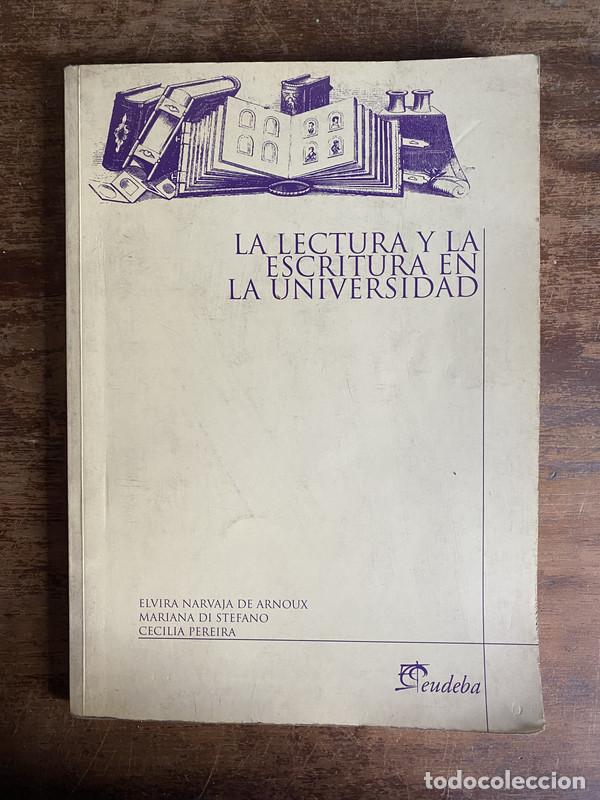 LA LECTURA Y LA
ESCRITURA EN
LA UNIVERSIDAD
ELVIRA NARVAJA DE ARNOUX
MARIANA DI STEFANO
CECILIA PEREIRA
eudeba
todocoleccion